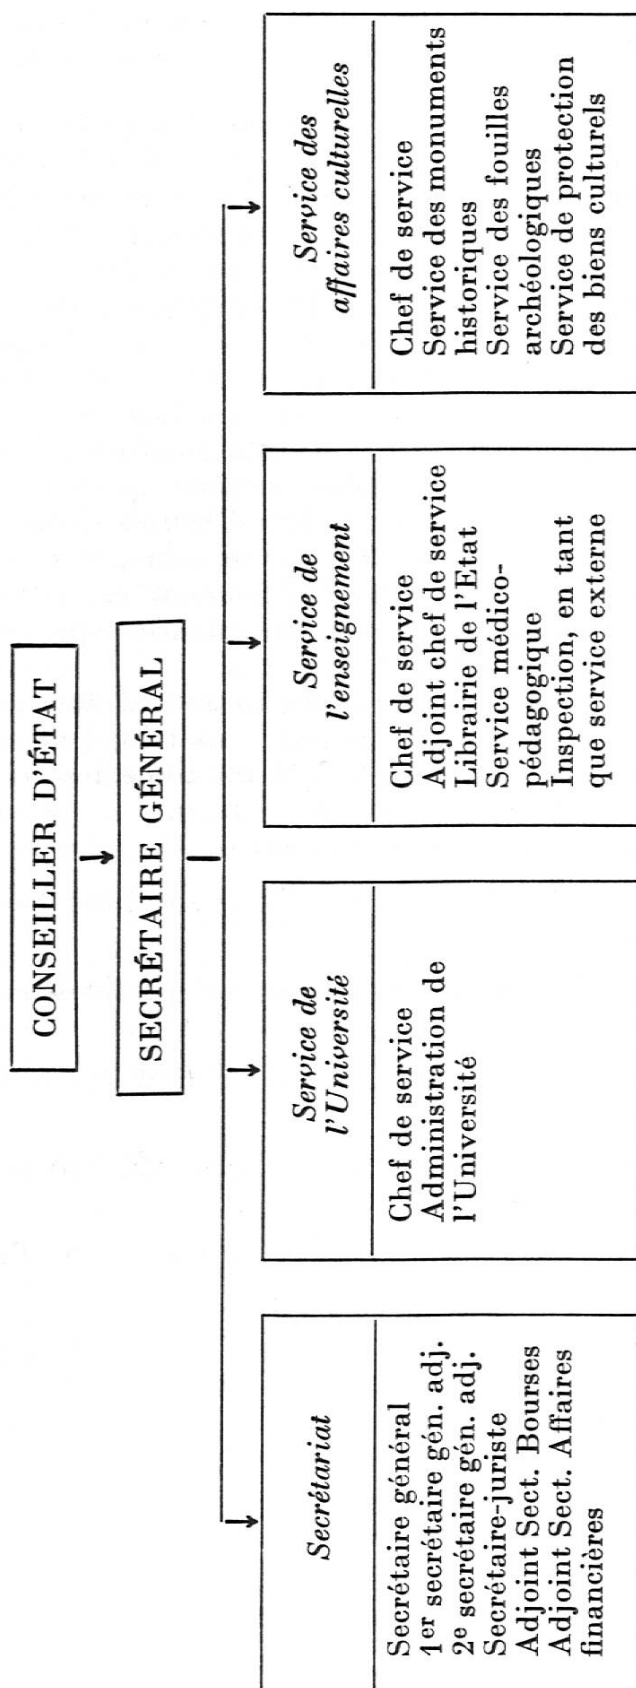 CONSEILLER D'ÉTAT
SECRÉTAIRE GÉNÉRAL
Secrétariat
Secrétaire général
1er secrétaire gén. adj.
2e secrétaire gén. adj.
Secrétaire-juriste
Adjoint Sect. Bourses
Adjoint Sect. Affaires
financières
Service de
l'Université
Chef de service
Administration de
l'Université
Service de
l'enseignement
Chef de service
Adjoint chef de service
Librairie de l'Etat
Service médico-
pédagogique
Inspection, en tant
que service externe
Service des
affaires culturelles
Chef de service
Service des monuments
historiques
Service des fouilles
archéologiques
Service de protection
des biens culturels